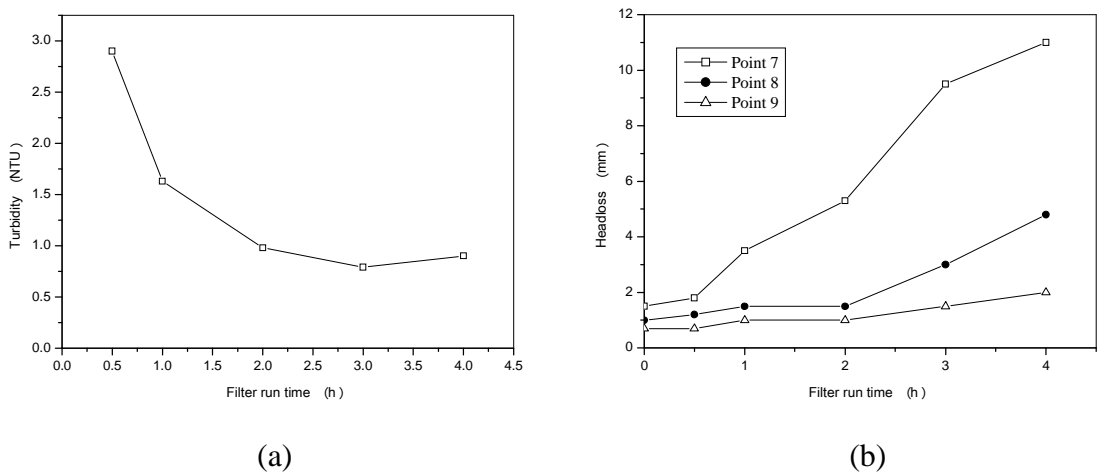 3.0
2.5
2.0
1.5
1.0
0.5
0.0
Turbidity (NTU)
0.0 0.5 1.0 1.5 2.0 2.5 3.0 3.5 4.0 4.5
Filter run time (h)
(a)
12
10
8
6
4
2
0
Headloss (mm)
Point 7
Point 8
Point 9
0 1 2 3 4
Filter run time (h)
(b)